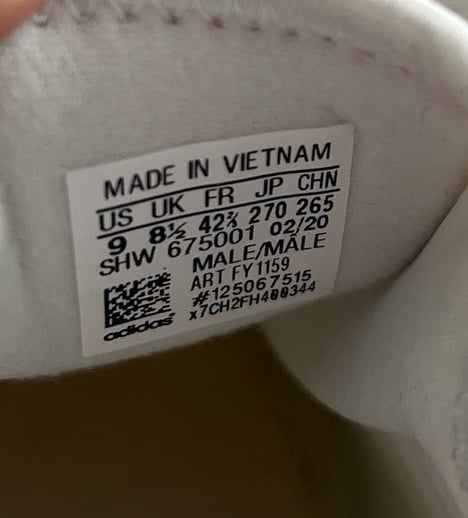 MADE IN VIETNAM
US UK FR JP CHN
9 8½ 42⅔ 270 265
SHW 675001 02/20
MALE/MÂLE
ART FY1159
#125067515
x7CH2FH400344
adidas